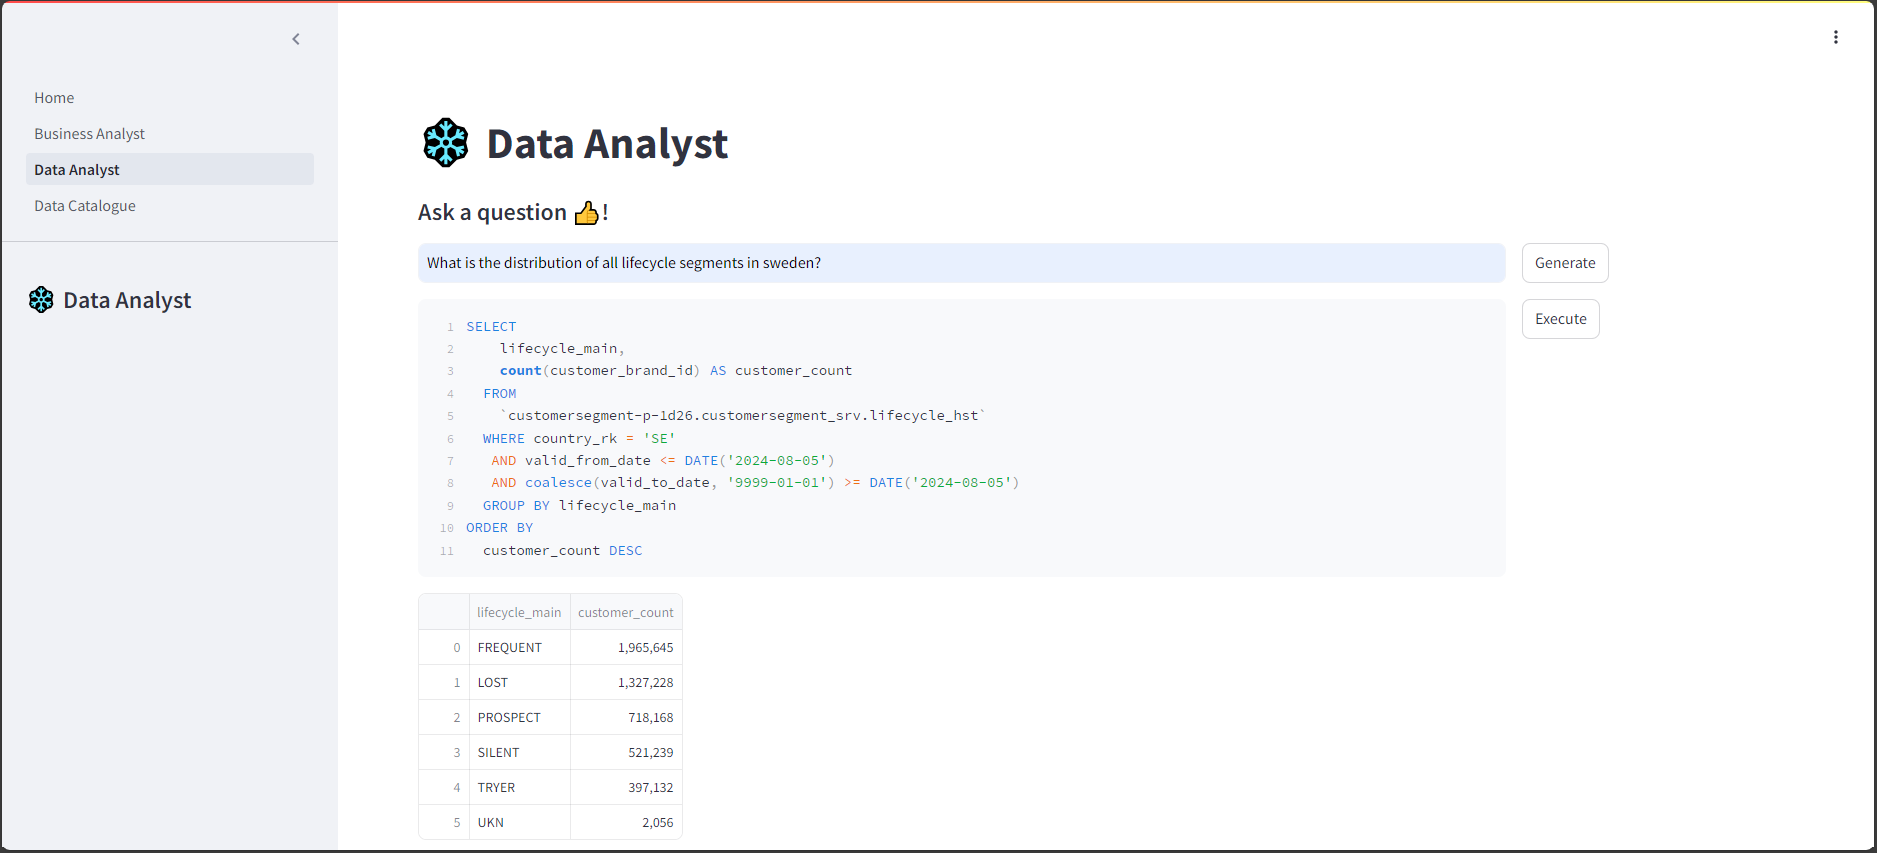 Home
Business Analyst
Data Analyst
Data Catalogue
Data Analyst
Data Analyst
Ask a question 👍!
What is the distribution of all lifecycle segments in sweden?
Generate
Execute
1 SELECT
2 lifecycle_main,
3 count(customer_brand_id) AS customer_count
4 FROM
5 `customersegment-p-1d26.customersegment_srv.lifecycle_hst`
6 WHERE country_rk = 'SE'
7 AND valid_from_date <= DATE('2024-08-05')
8 AND coalesce(valid_to_date, '9999-01-01') >= DATE('2024-08-05')
9 GROUP BY lifecycle_main
10 ORDER BY
11 customer_count DESC
lifecycle_main customer_count
0 FREQUENT 1,965,645
1 LOST 1,327,228
2 PROSPECT 718,168
3 SILENT 521,239
4 TRYER 397,132
5 UKN 2,056